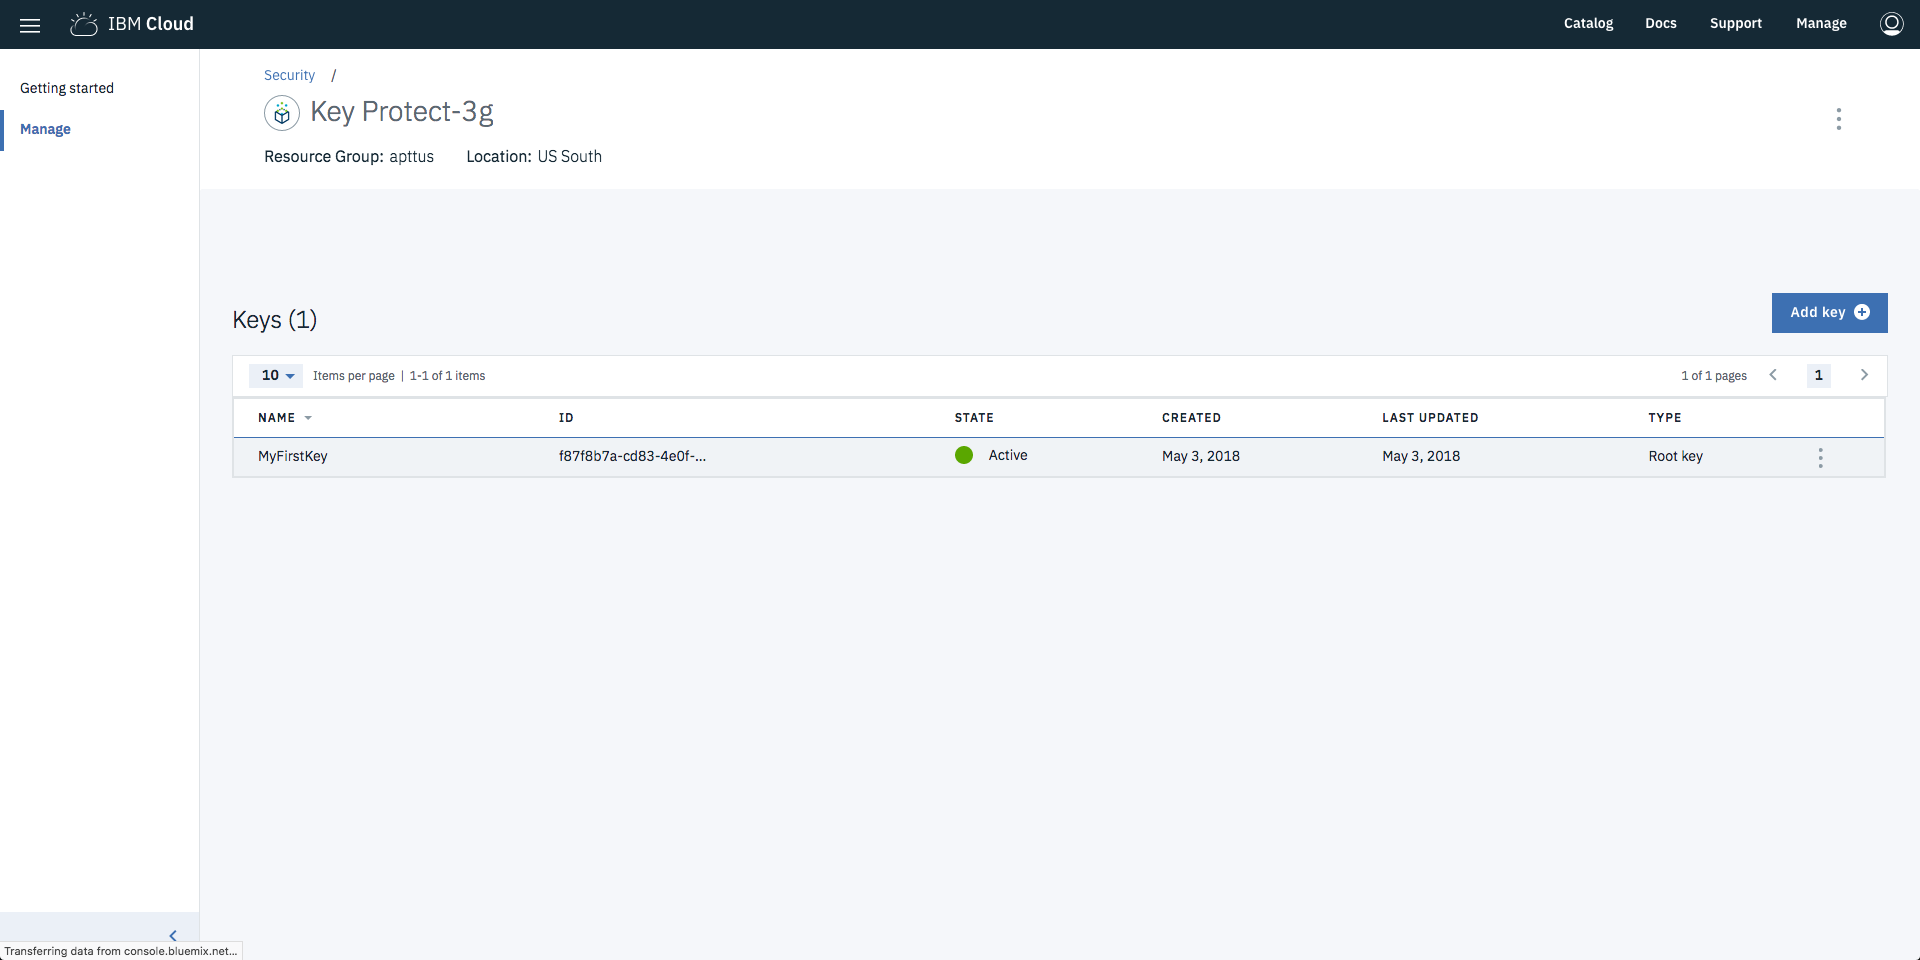 IBM Cloud
Catalog Docs Support Manage
Getting started
Manage
Security /
Key Protect-3g
Resource Group: apttus Location: US South
Keys (1)
Add key
10 Items per page | 1-1 of 1 items 1 of 1 pages 1
NAME ID STATE CREATED LAST UPDATED TYPE
MyFirstKey f87f8b7a-cd83-4e0f-... Active May 3, 2018 May 3, 2018 Root key
Transferring data from console.bluemix.net...